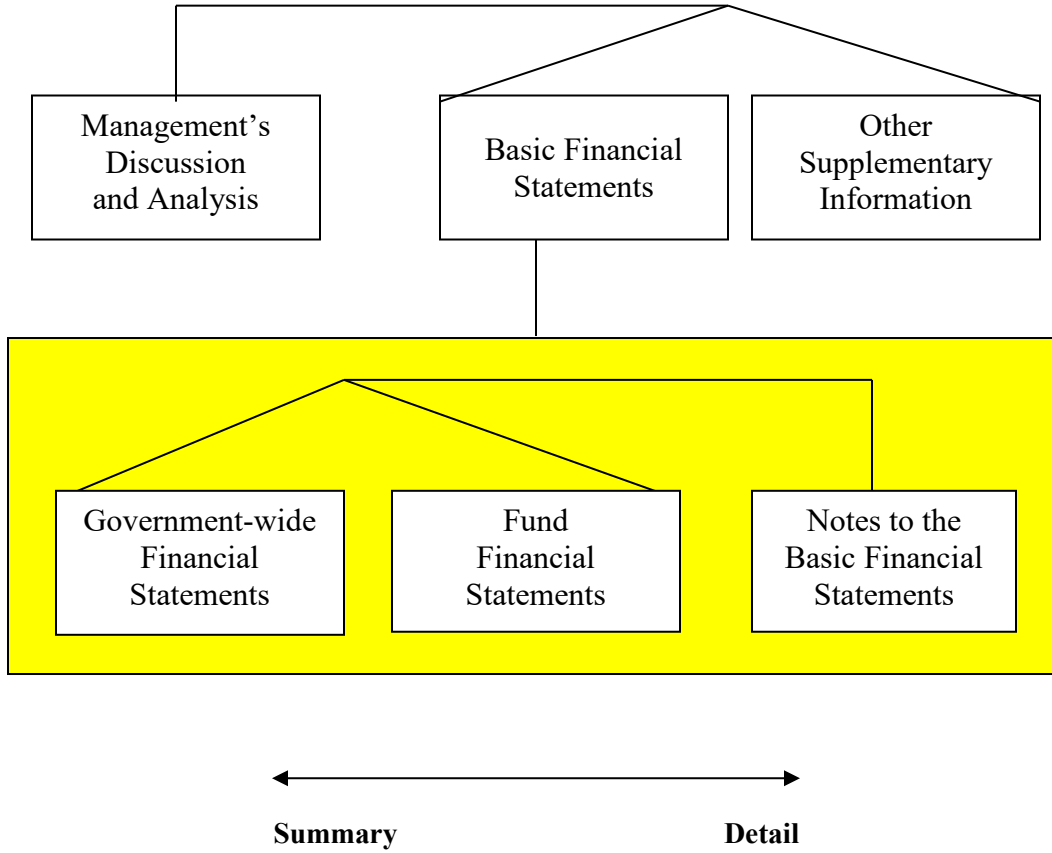 Management’s
Discussion
and Analysis
Basic Financial
Statements
Other
Supplementary
Information
Government-wide
Financial
Statements
Fund
Financial
Statements
Notes to the
Basic Financial
Statements
Summary
Detail